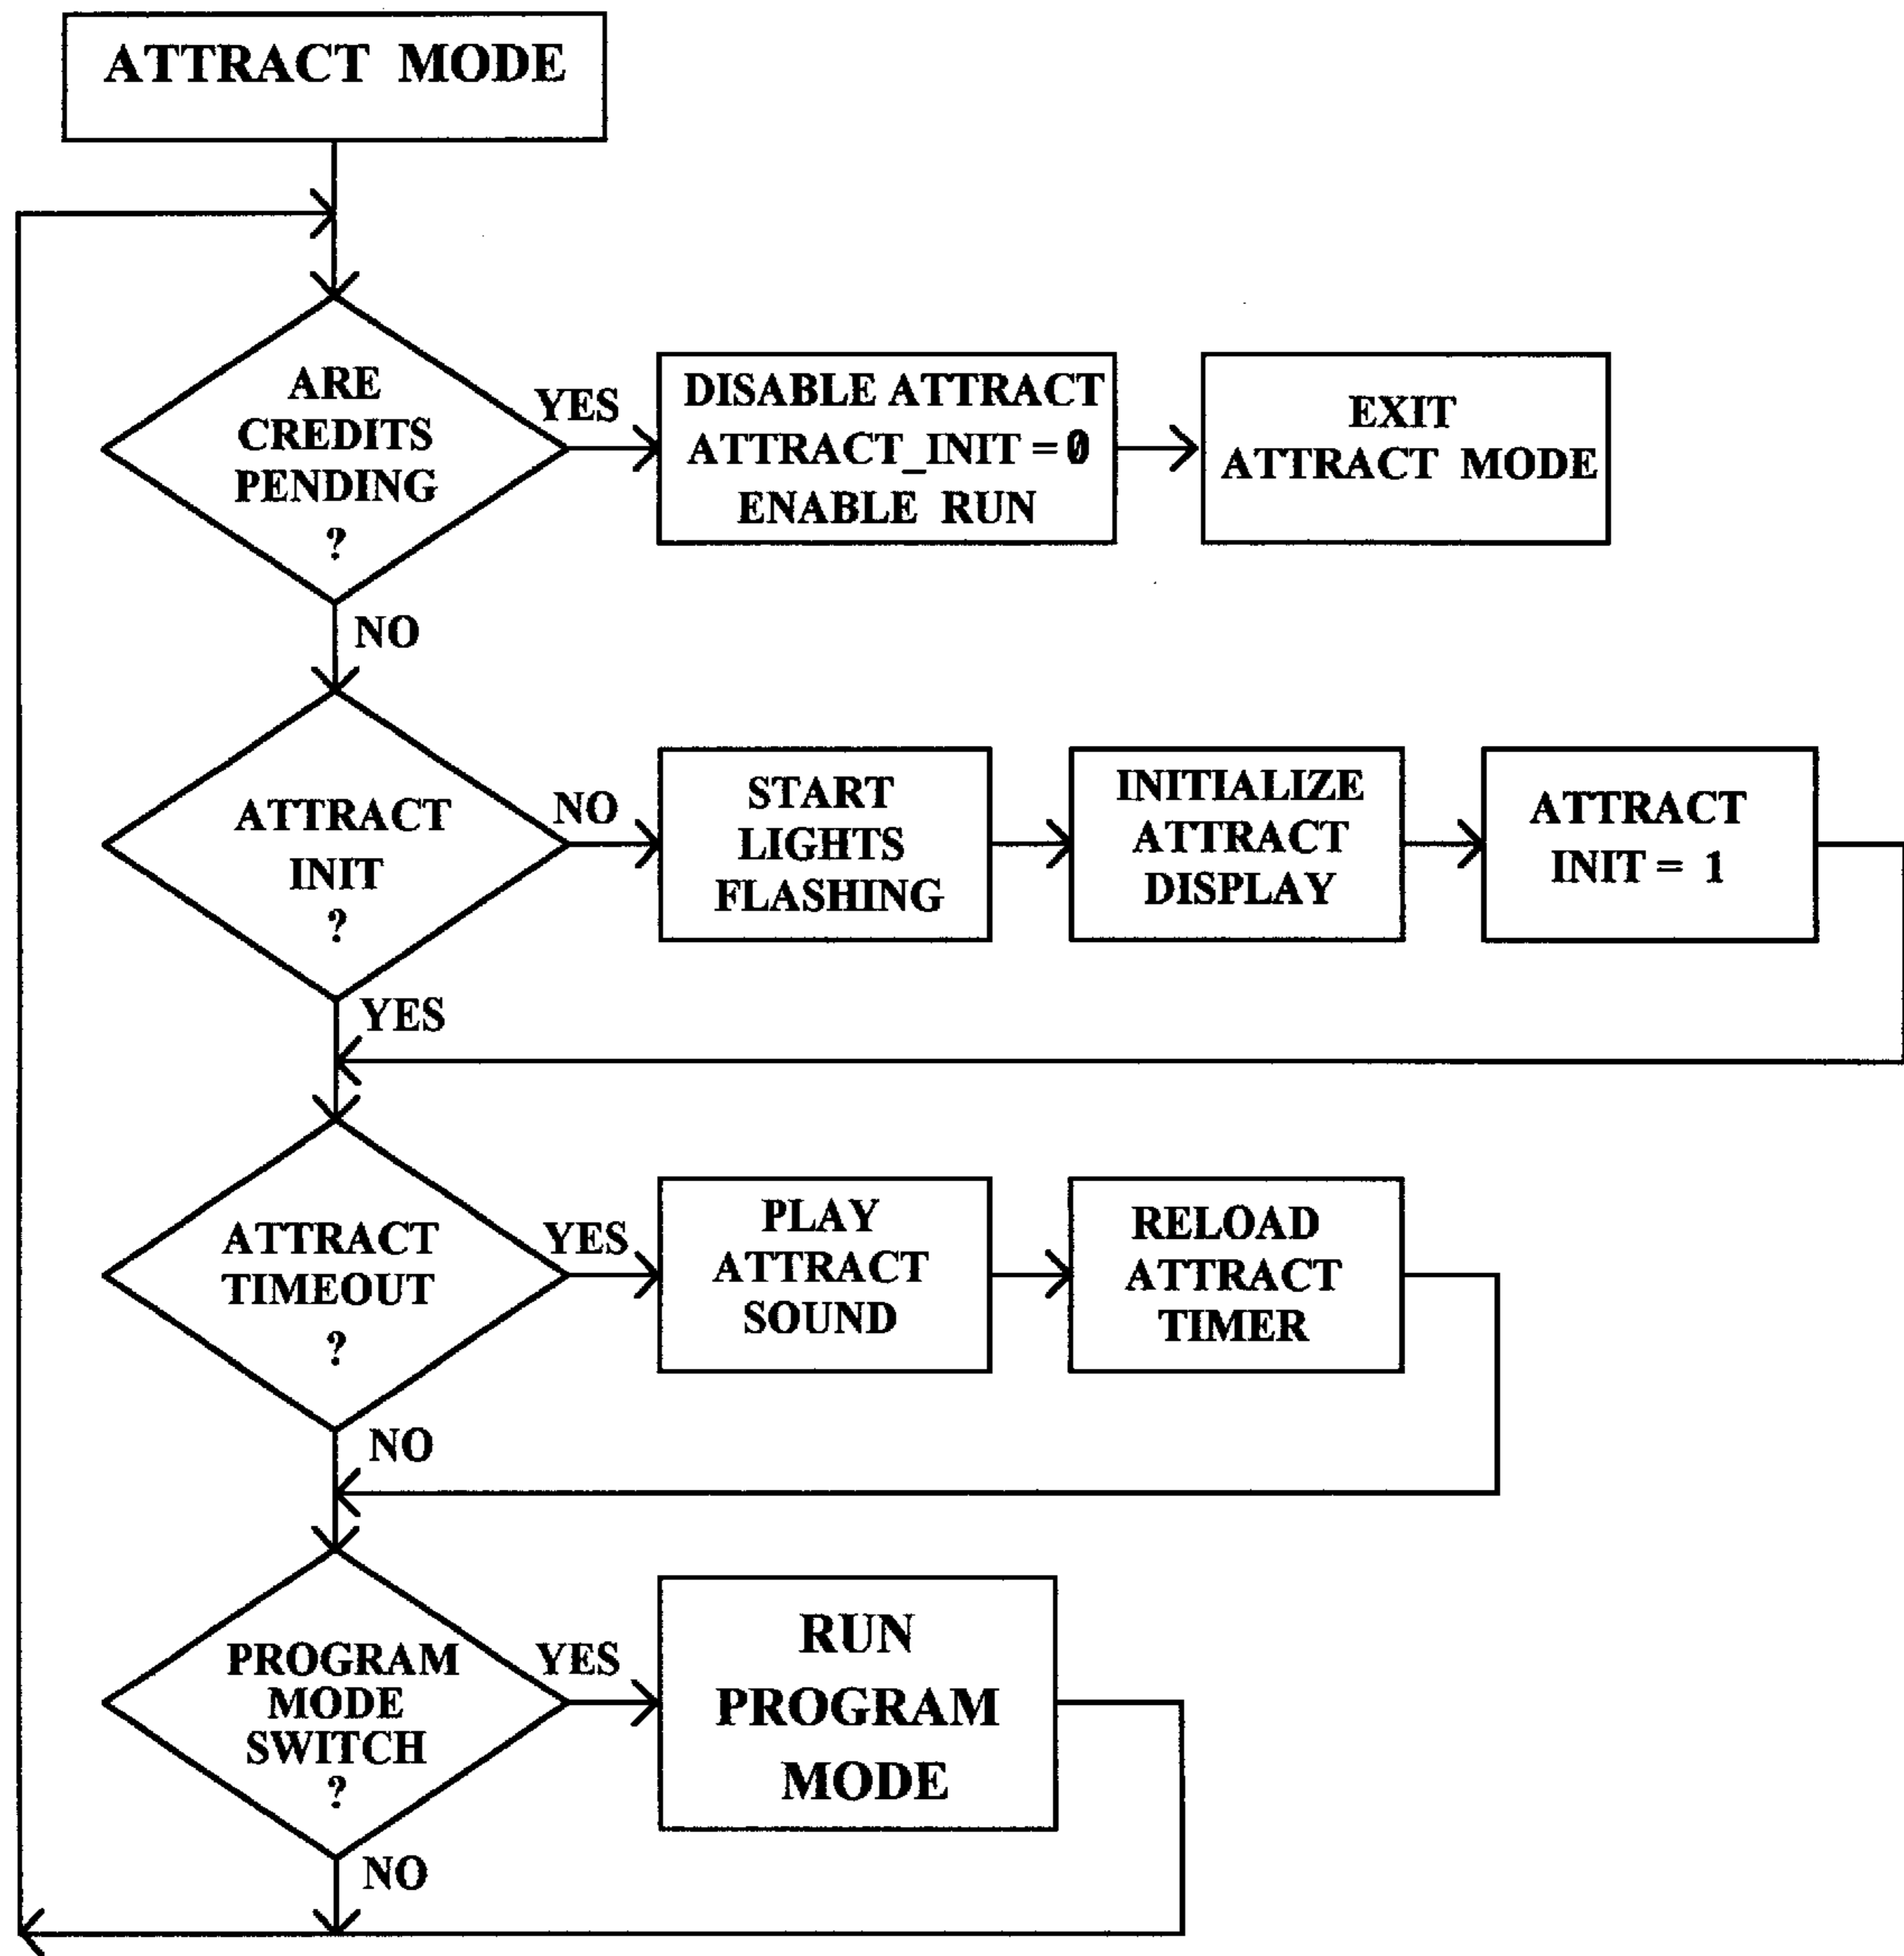 ATTRACT MODE
ARE
CREDITS
PENDING
?
YES
DISABLE ATTRACT
ATTRACT_INIT = 0
ENABLE RUN
EXIT
ATTRACT MODE
NO
ATTRACT
INIT
?
NO
START
LIGHTS
FLASHING
INITIALIZE
ATTRACT
DISPLAY
ATTRACT
INIT = 1
YES
ATTRACT
TIMEOUT
?
YES
PLAY
ATTRACT
SOUND
RELOAD
ATTRACT
TIMER
NO
PROGRAM
MODE
SWITCH
?
YES
RUN
PROGRAM
MODE
NO